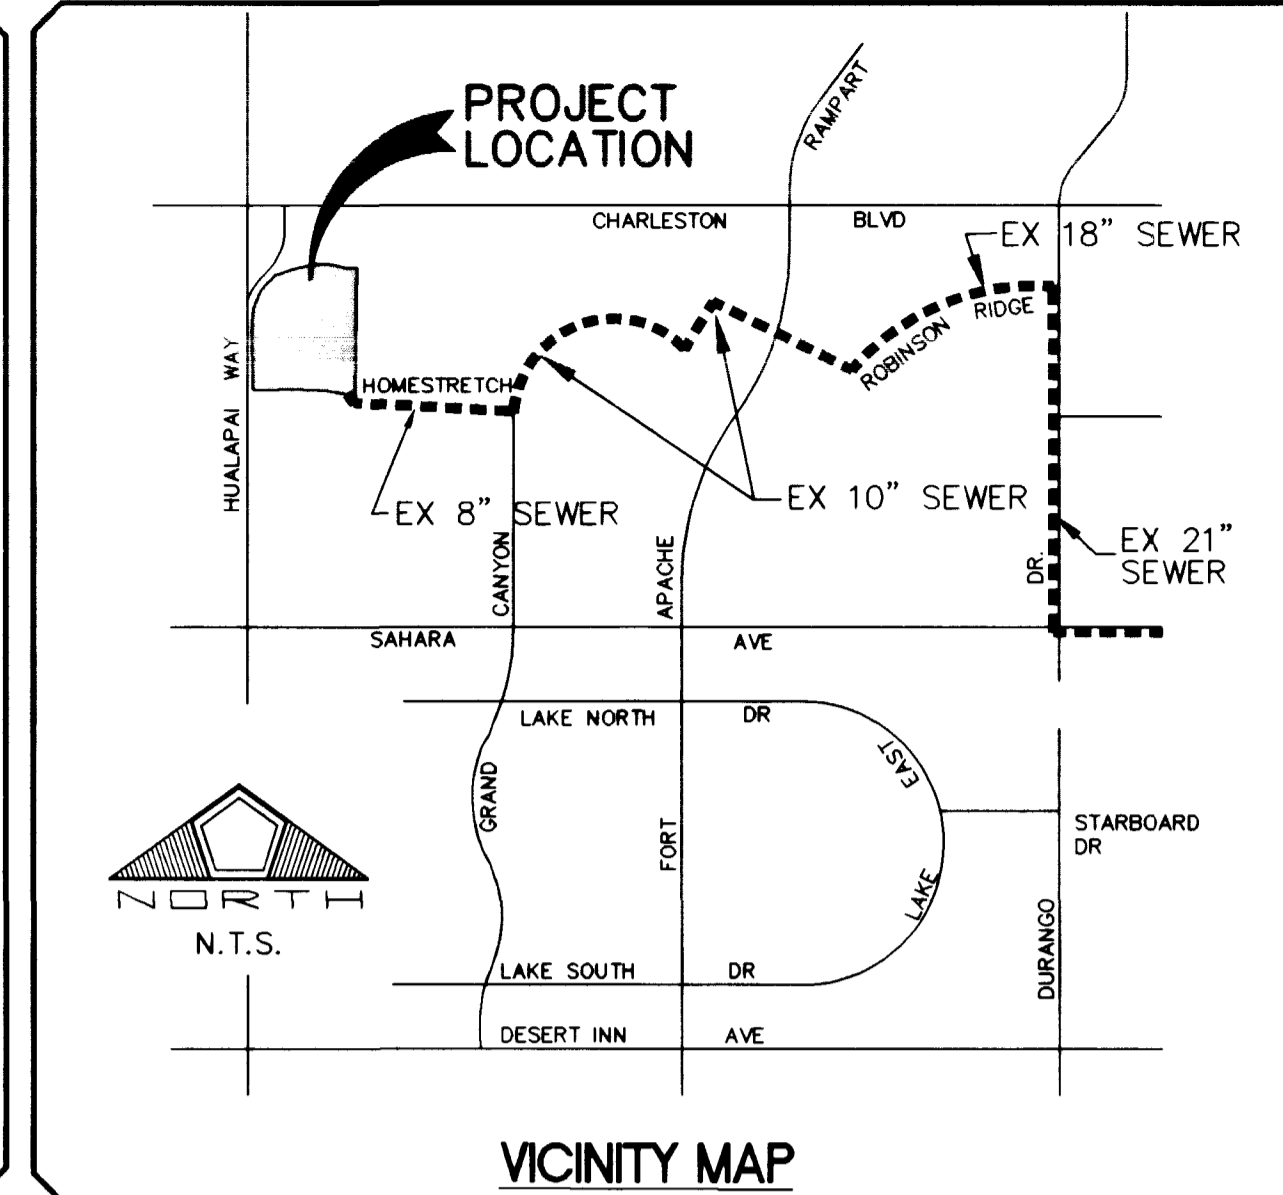 PROJECT
LOCATION
RAMPART
CHARLESTON BLVD
EX 18" SEWER
ROBINSON RIDGE
HUALAPAI WAY
HOMESTRETCH
EX 8" SEWER
EX 10" SEWER
EX 21"
SEWER
GRAND CANYON
FORT APACHE
DURANGO DR.
SAHARA AVE
LAKE NORTH DR
LAKE EAST
STARBOARD
DR
NORTH
N.T.S.
LAKE SOUTH DR
DESERT INN AVE
VICINITY MAP